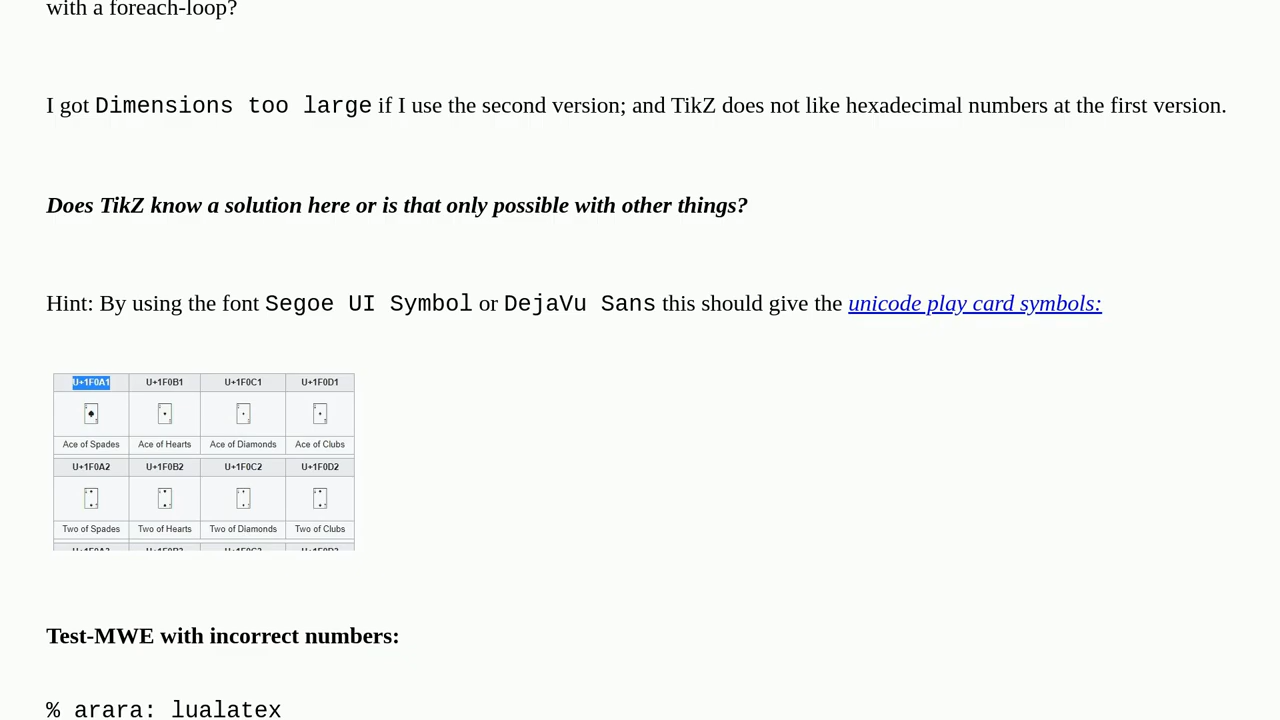 with a foreach-loop?
I got Dimensions too large if I use the second version; and TikZ does not like hexadecimal numbers at the first version.
Does TikZ know a solution here or is that only possible with other things?
Hint: By using the font Segoe UI Symbol or DejaVu Sans this should give the unicode play card symbols:
U+1F0A1 U+1F0B1 U+1F0C1 U+1F0D1
Ace of Spades Ace of Hearts Ace of Diamonds Ace of Clubs
U+1F0A2 U+1F0B2 U+1F0C2 U+1F0D2
Two of Spades Two of Hearts Two of Diamonds Two of Clubs
U+1F0A3 U+1F0B3 U+1F0C3 U+1F0D3
Test-MWE with incorrect numbers:
% arara: lualatex